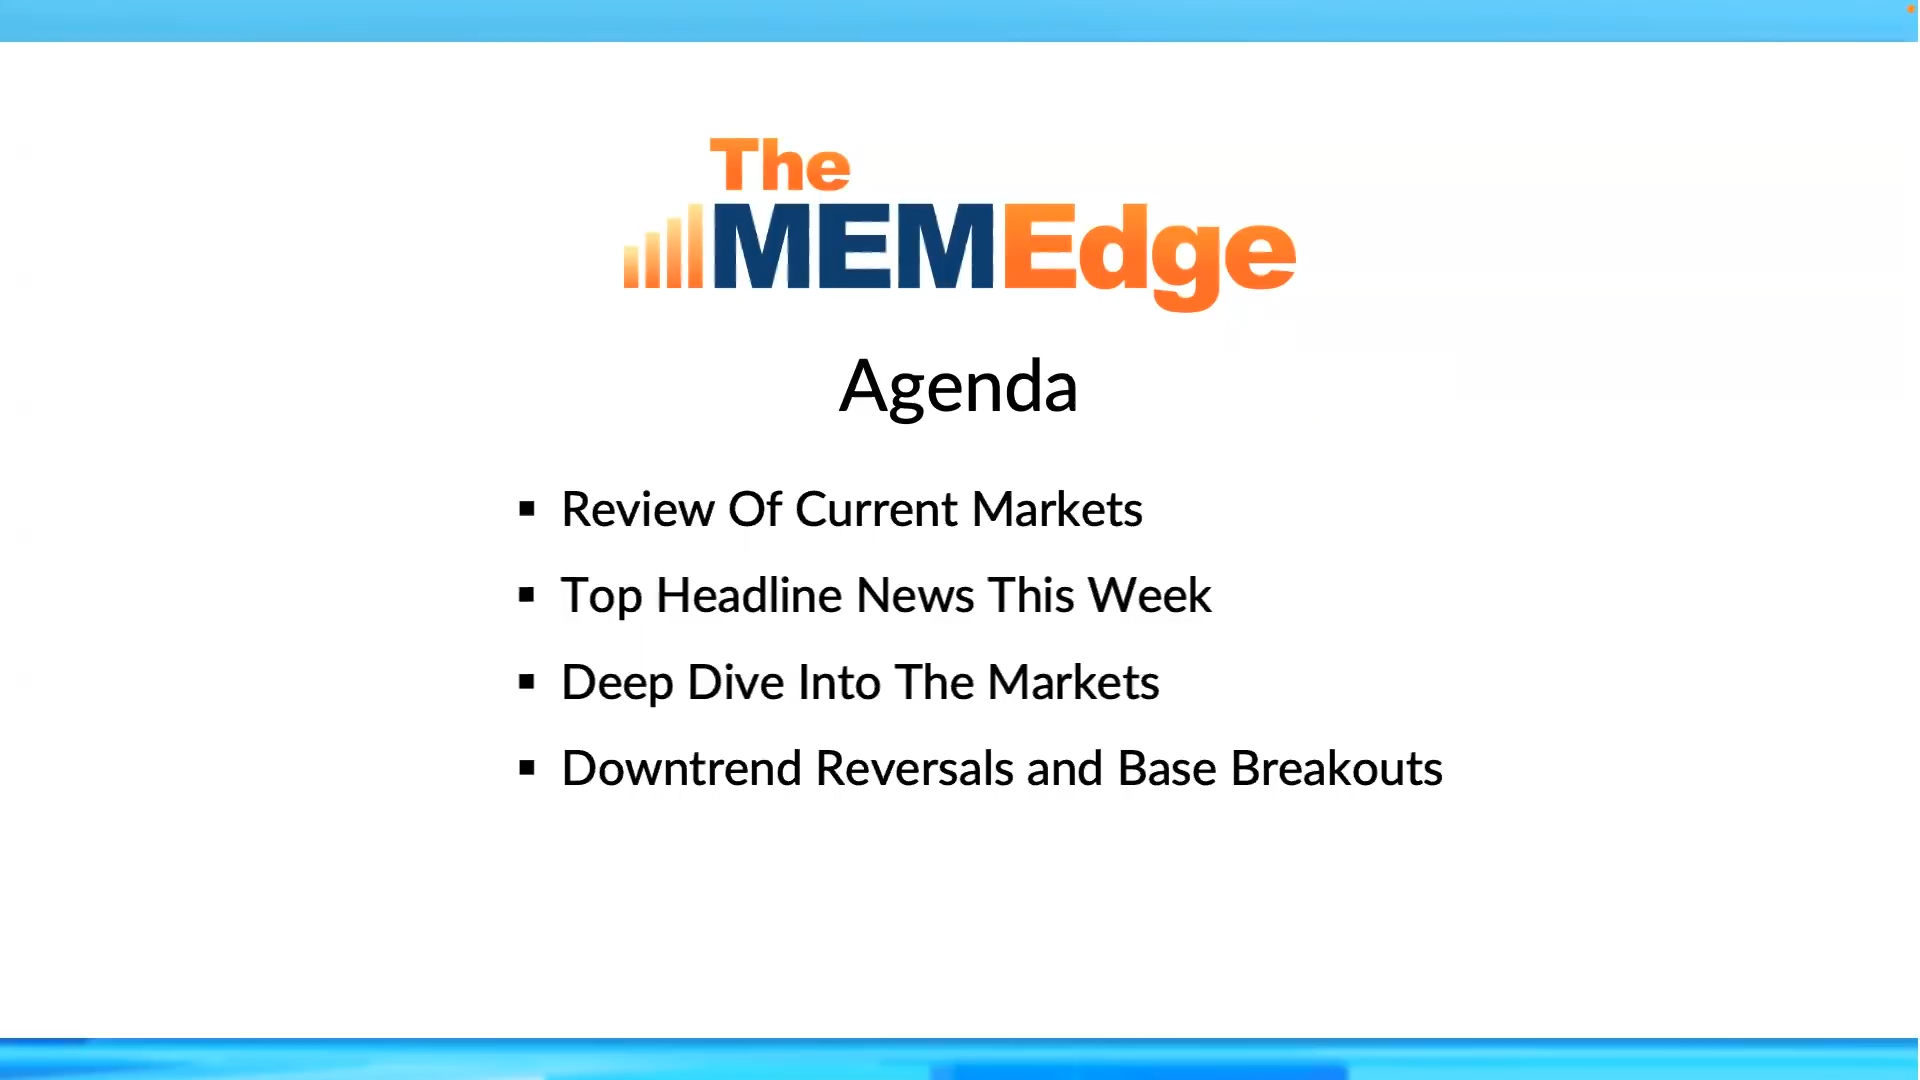 The
MEMEdge
Agenda
▪ Review Of Current Markets
▪ Top Headline News This Week
▪ Deep Dive Into The Markets
▪ Downtrend Reversals and Base Breakouts